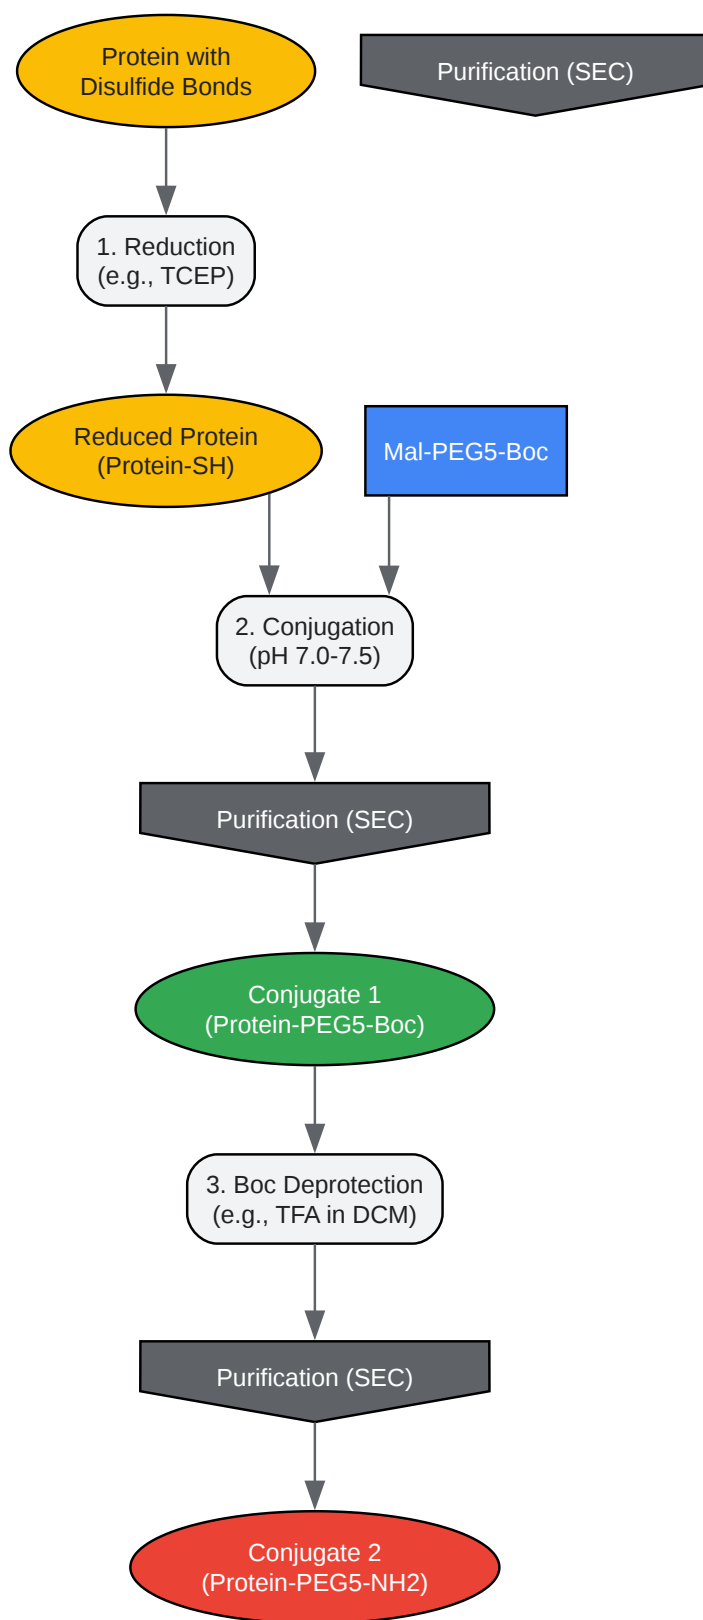 Protein with
Disulfide Bonds
Purification (SEC)
1. Reduction
(e.g., TCEP)
Reduced Protein
(Protein-SH)
Mal-PEG5-Boc
2. Conjugation
(pH 7.0-7.5)
Purification (SEC)
Conjugate 1
(Protein-PEG5-Boc)
3. Boc Deprotection
(e.g., TFA in DCM)
Purification (SEC)
Conjugate 2
(Protein-PEG5-NH2)